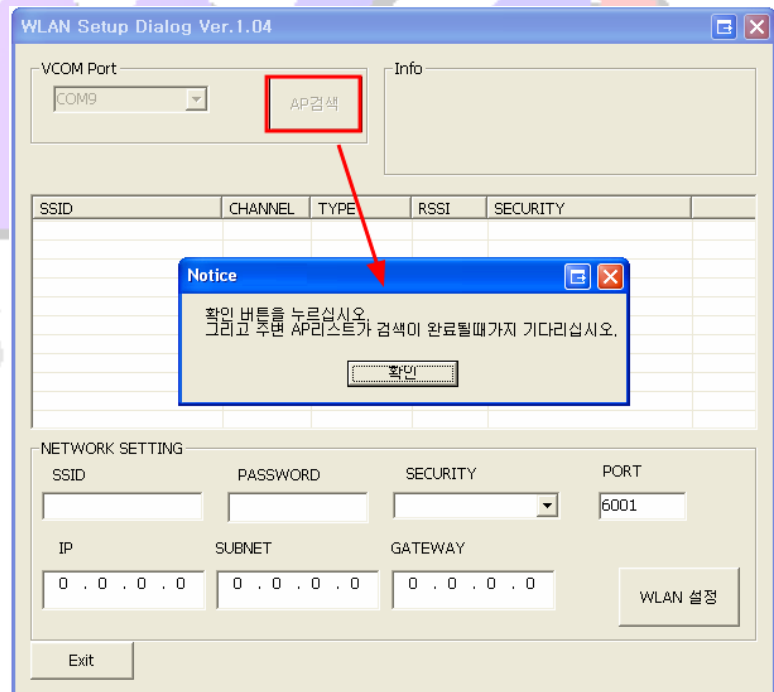 WLAN Setup Dialog Ver.1.04
VCOM Port
Info
COM9
AP검색
SSID CHANNEL TYPE RSSI SECURITY
Notice
확인 버튼을 누르십시오.
그리고 주변 AP리스트가 검색이 완료될때가지 기다리십시오.
확인
NETWORK SETTING
SSID PASSWORD SECURITY PORT
6001
IP SUBNET GATEWAY
0 . 0 . 0 . 0 0 . 0 . 0 . 0 0 . 0 . 0 . 0
WLAN 설정
Exit